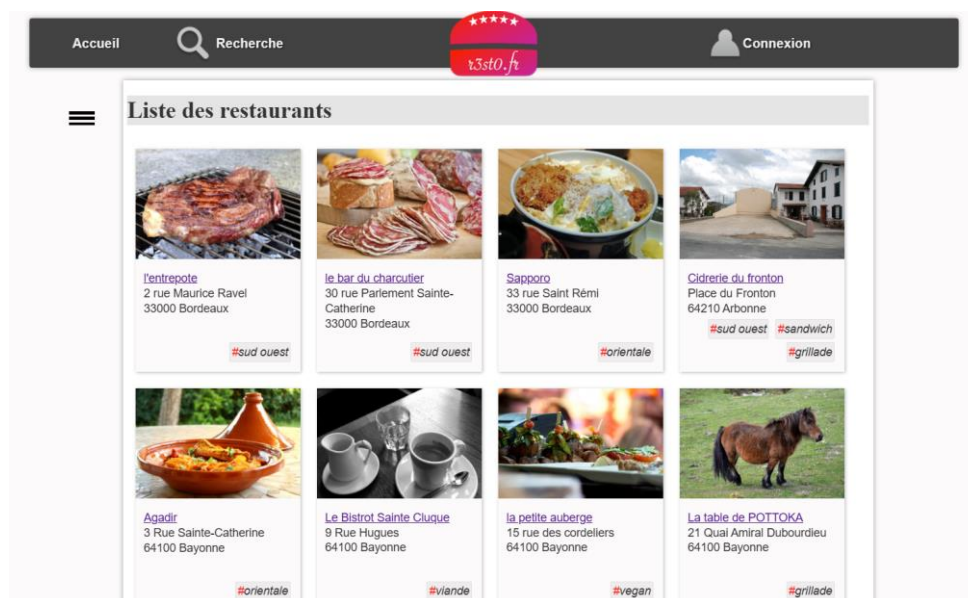 Accueil
Recherche
r3st0.fr
Connexion
Liste des restaurants
l'entrepote
2 rue Maurice Ravel
33000 Bordeaux
#sud ouest
le bar du charcutier
30 rue Parlement Sainte-
Catherine
33000 Bordeaux
#sud ouest
Sapporo
33 rue Saint Rémi
33000 Bordeaux
#orientale
Cidrerie du fronton
Place du Fronton
64210 Arbonne
#sud ouest #sandwich
#grillade
Agadir
3 Rue Sainte-Catherine
64100 Bayonne
#orientale
Le Bistrot Sainte Cluque
9 Rue Hugues
64100 Bayonne
#viande
la petite auberge
15 rue des cordeliers
64100 Bayonne
#vegan
La table de POTTOKA
21 Quai Amiral Dubourdieu
64100 Bayonne
#grillade